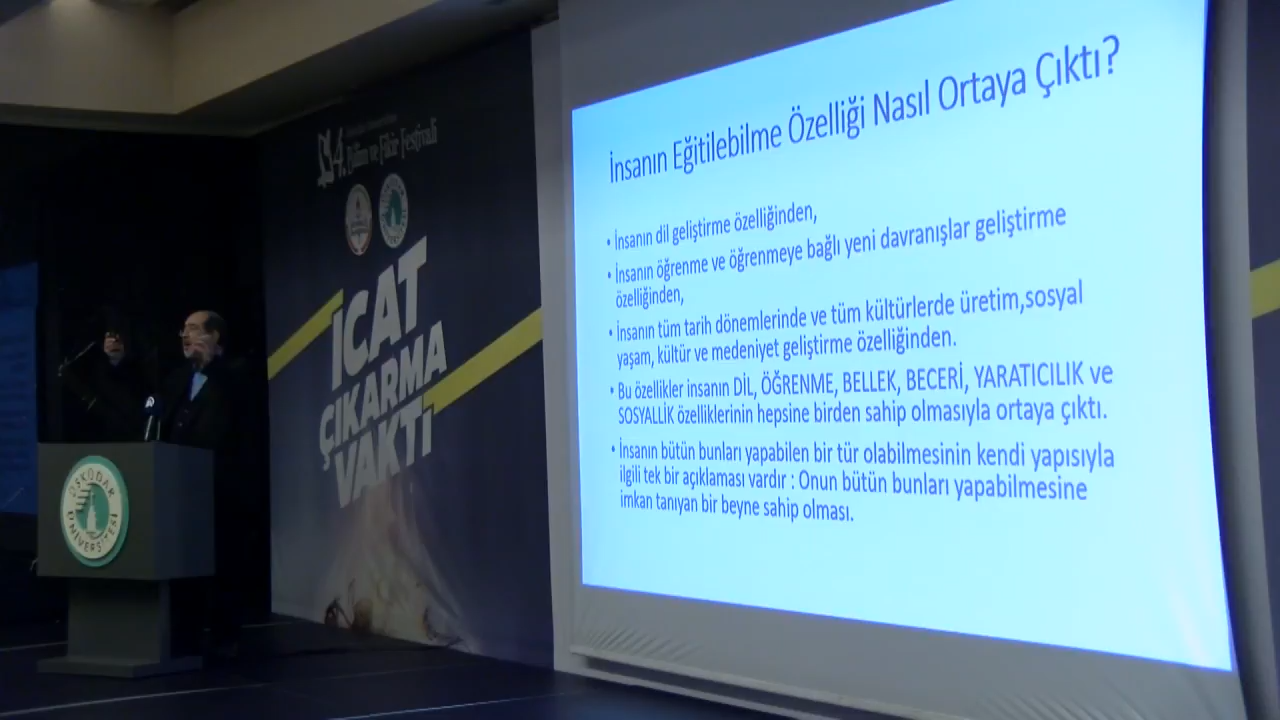 4. Bilim ve Fikir Festivali
ICAT
ÇIKARMA
VAKTİ
ÜSKÜDAR
ÜNİVERSİTESİ
İnsanın Eğitilebilme Özelliği Nasıl Ortaya Çıktı?
• İnsanın dil geliştirme özelliğinden,
• İnsanın öğrenme ve öğrenmeye bağlı yeni davranışlar geliştirme
özelliğinden,
• İnsanın tüm tarih dönemlerinde ve tüm kültürlerde üretim,sosyal
yaşam, kültür ve medeniyet geliştirme özelliğinden.
• Bu özellikler insanın DİL, ÖĞRENME, BELLEK, BECERİ, YARATICILIK ve
SOSYALLİK özelliklerinin hepsine birden sahip olmasıyla ortaya çıktı.
• İnsanın bütün bunları yapabilen bir tür olabilmesinin kendi yapısıyla
ilgili tek bir açıklaması vardır : Onun bütün bunları yapabilmesine
imkan tanıyan bir beyne sahip olması.